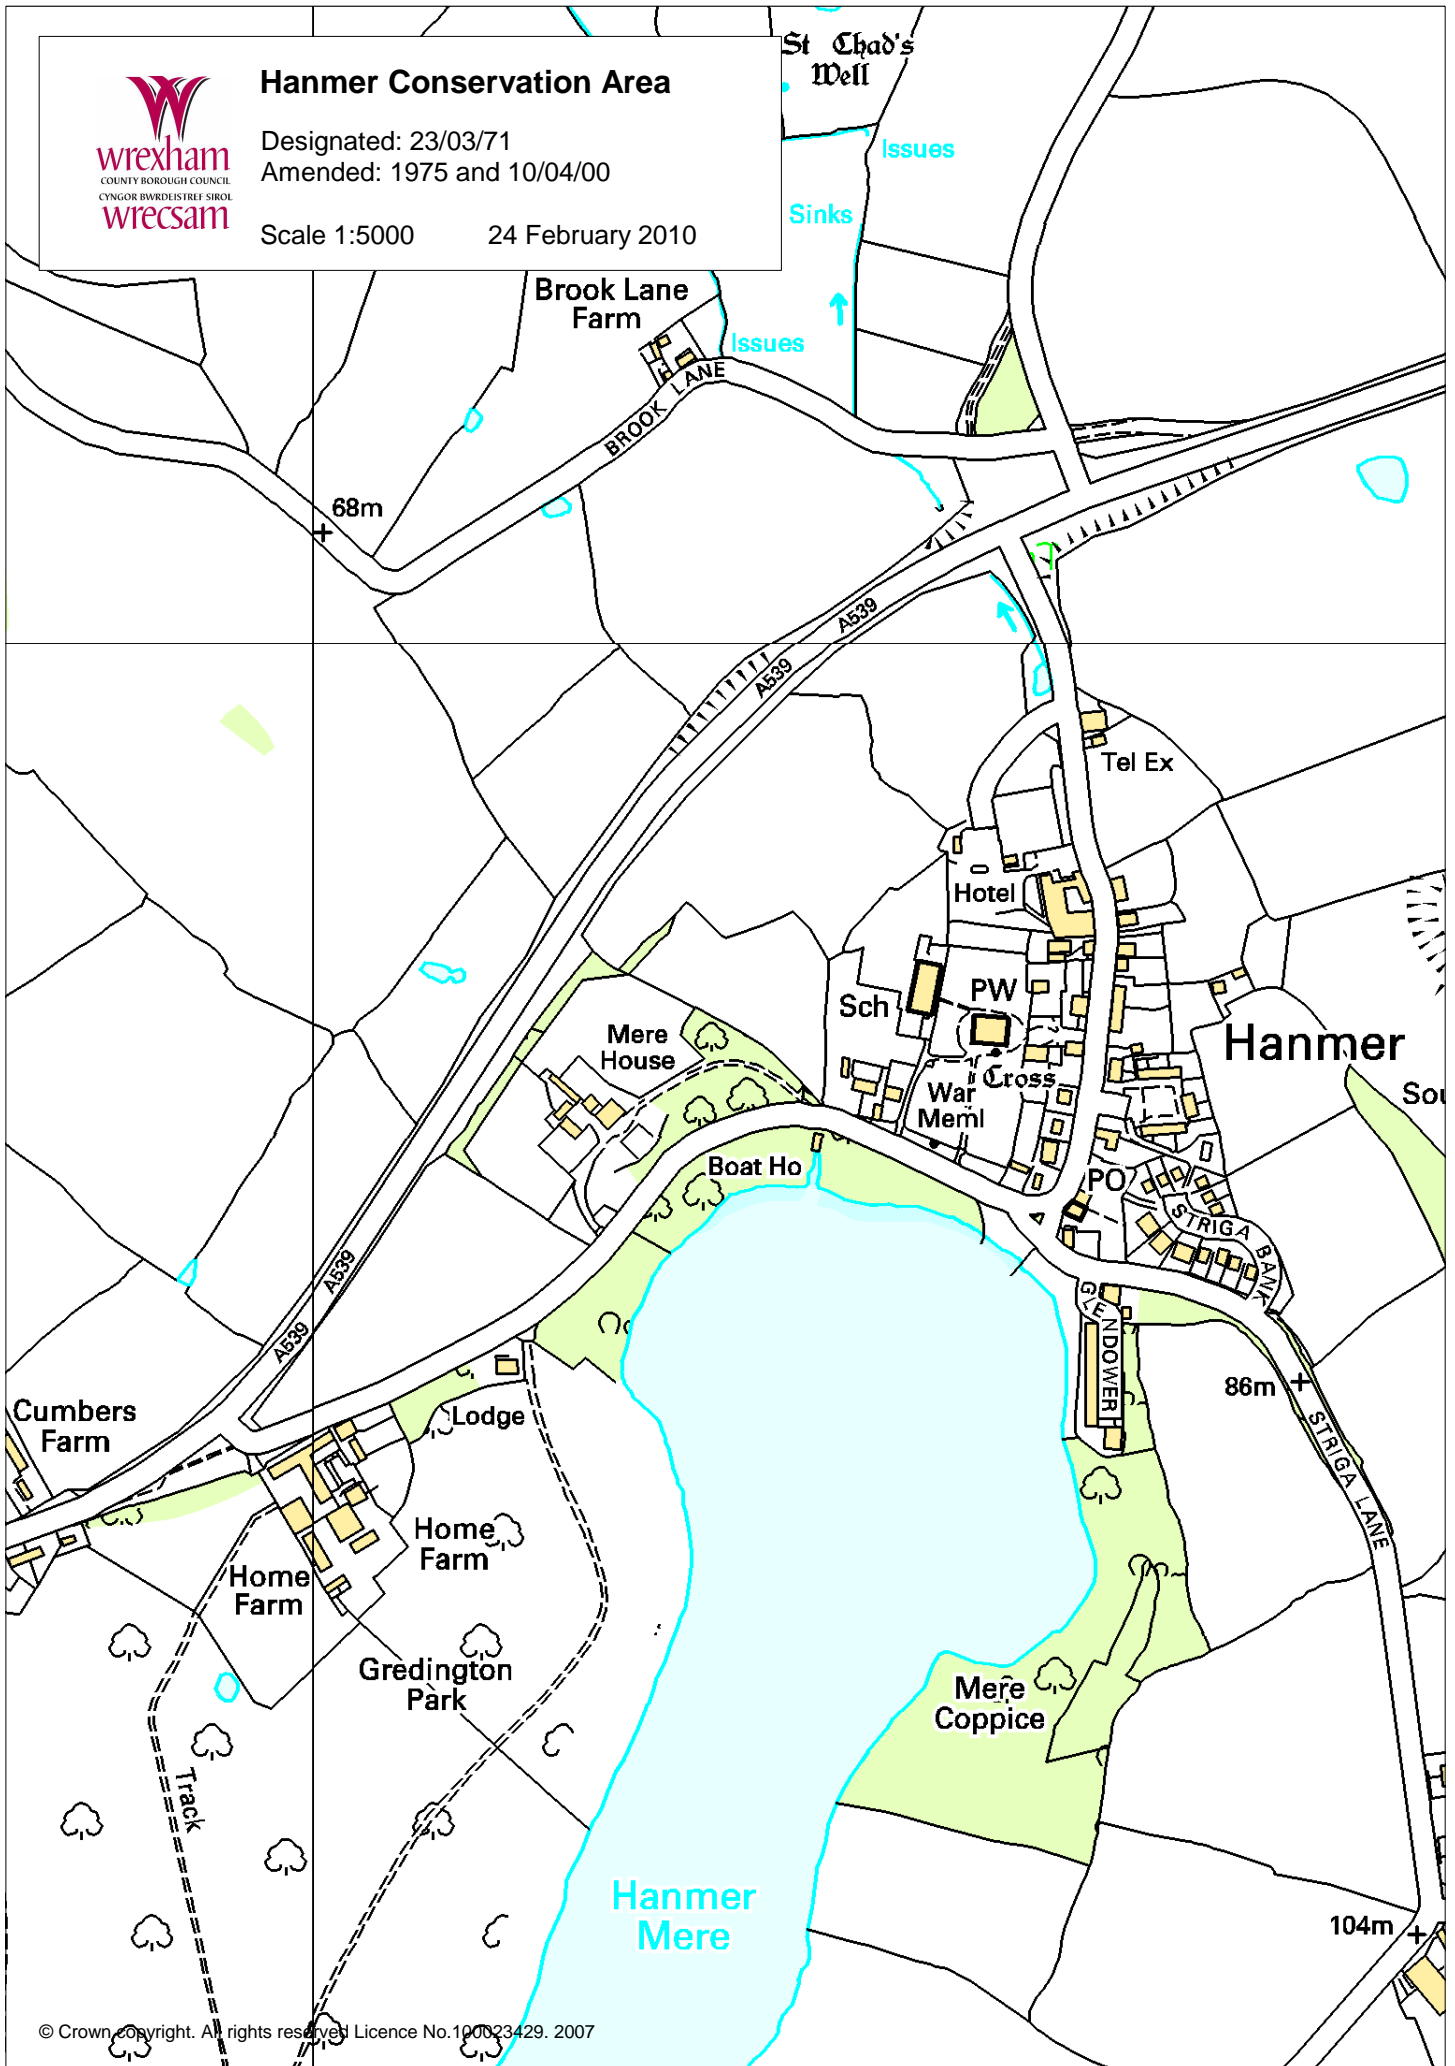 Hanmer Conservation Area
Designated: 23/03/71
Amended: 1975 and 10/04/00
Scale 1:5000 24 February 2010
wrexham
COUNTY BOROUGH COUNCIL
CYNGOR BWRDEISTREF SIROL
wrecsam
St Chad's
Well
Issues
Sinks
Brook Lane
Farm
Issues
BROOK LANE
68m
A539
A539
Tel Ex
Hotel
Sch
PW
Mere
House
Hanmer
Cross
War
Meml
Sou
Boat Ho
PO
STRIGA BANK
A539
A539
GLENDOWER
86m
Cumbers
Farm
Lodge
STRIGA LANE
Home
Farm
Home
Farm
Gredington
Park
Mere
Coppice
Track
Hanmer
Mere
104m
© Crown copyright. All rights reserved Licence No.100023429. 2007